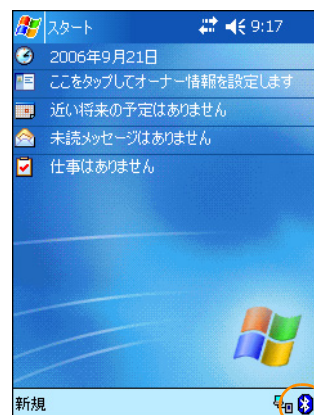 スタート 9:17
2006年9月21日
ここをタップしてオーナー情報を設定します
近い将来の予定はありません
未読メッセージはありません
仕事はありません
新規